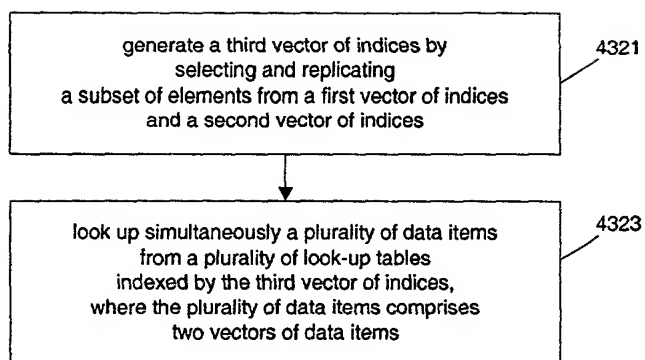 generate a third vector of indices by
selecting and replicating
a subset of elements from a first vector of indices
and a second vector of indices
4321
look up simultaneously a plurality of data items
from a plurality of look-up tables
indexed by the third vector of indices,
where the plurality of data items comprises
two vectors of data items
4323